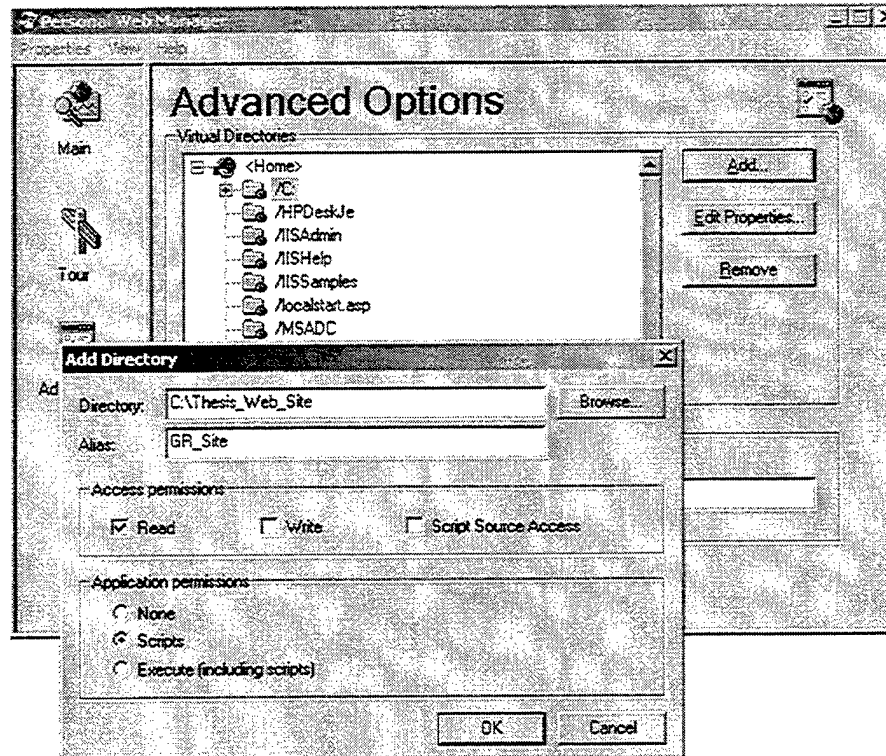 Personal Web Manager
Properties View Help
Main
Tour
Ad
Advanced Options
Virtual Directories
<Home>
/C:
/HPDeskJe
/IISAdmin
/IISHelp
/IISSamples
/localstart.asp
/MSADC
Add...
Edit Properties...
Remove
Add Directory
Directory: C:\Thesis_Web_Site Browse...
Alias: GR_Site
Access permissions
Read Write Script Source Access
Application permissions
None
Scripts
Execute (including scripts)
OK Cancel